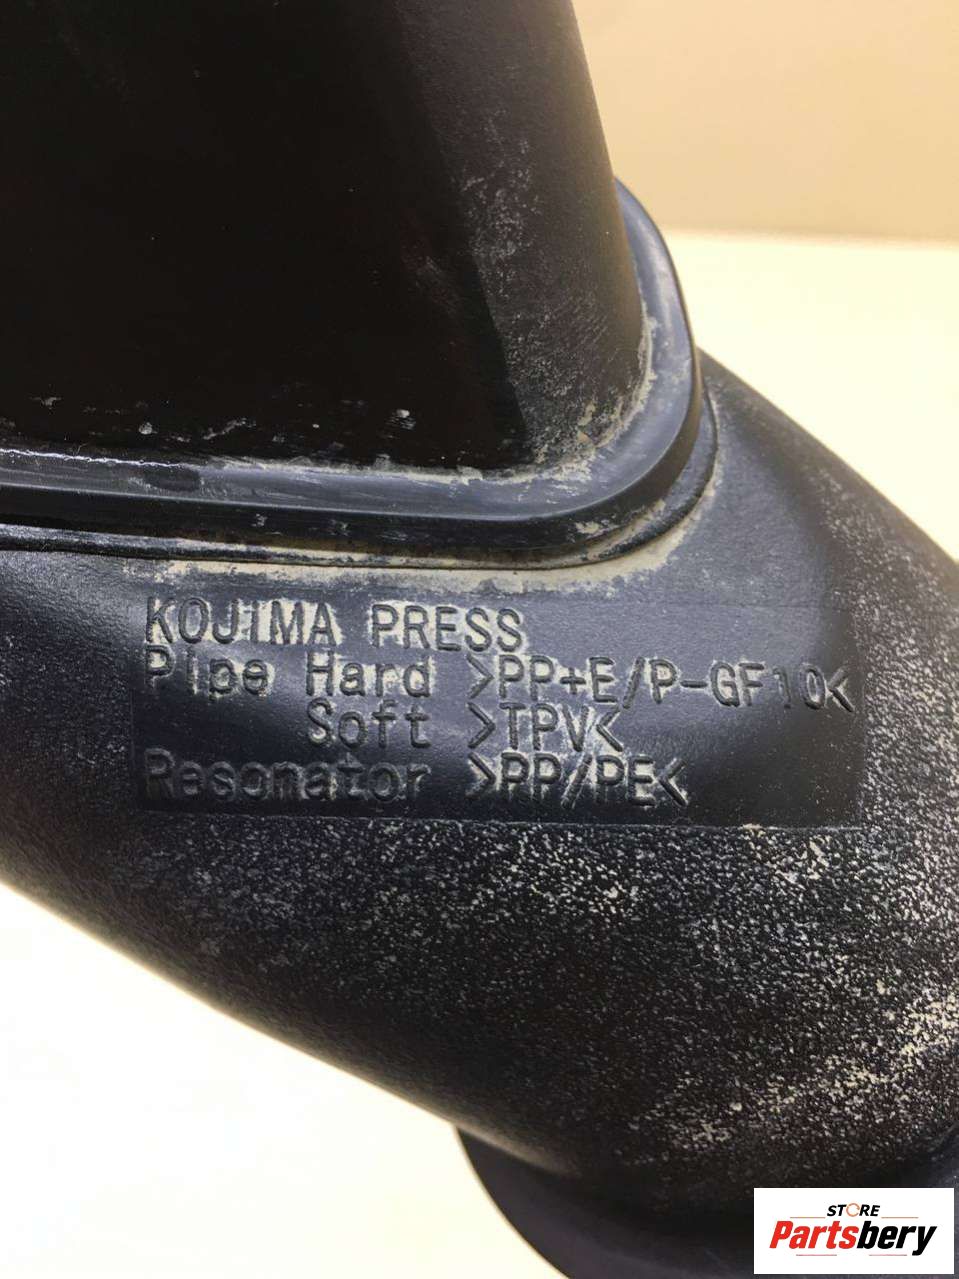 KOJIMA PRESS
Pipe Hard >PP+E/P-GF10<
Soft >TPV<
Resonator >PP/PE<
STORE
Partsbery